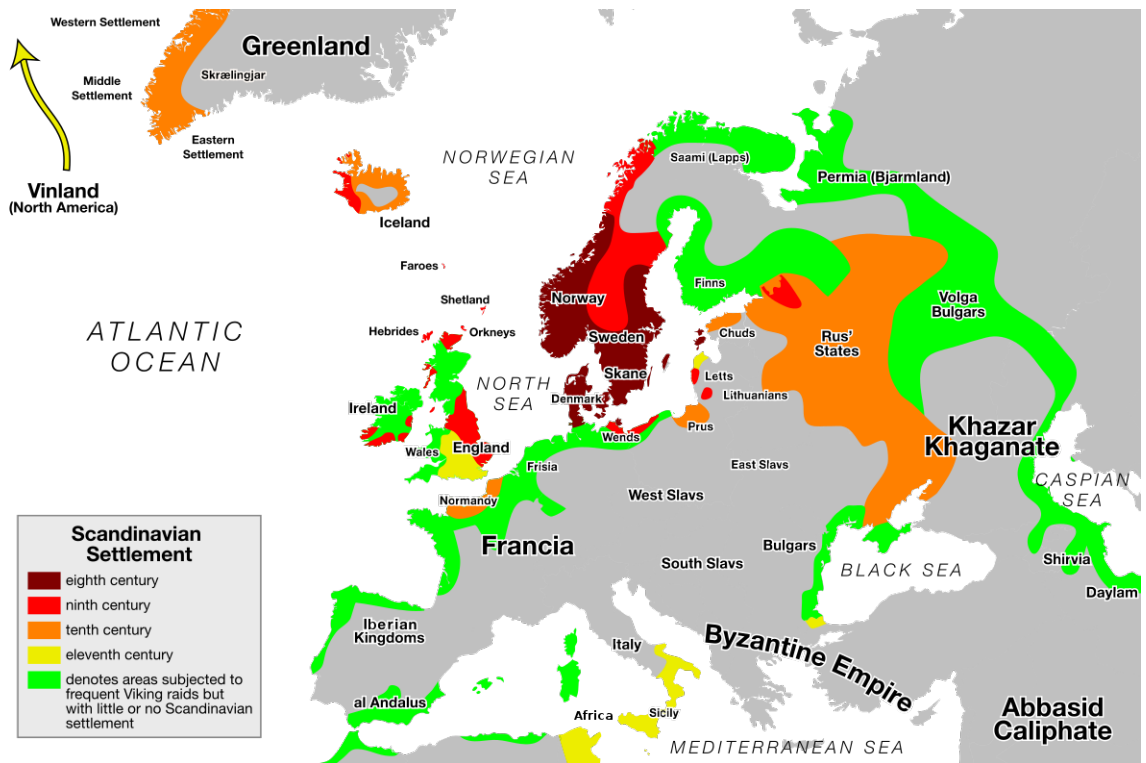 Western Settlement
Greenland
Skrælingjar
Middle
Settlement
Eastern
Settlement
Vinland
(North America)
NORWEGIAN
SEA
Iceland
Saami (Lapps)
Permia (Bjarmland)
Faroes
Shetland
Hebrides
Orkneys
Norway
Sweden
Skane
Denmark
Finns
Chuds
Letts
Lithuanians
Prus
Rus'
States
Volga
Bulgars
ATLANTIC
OCEAN
NORTH
SEA
Ireland
Wales
England
Wends
Frisia
Normanoy
Francia
East Slavs
West Slavs
South Slavs
Khazar
Khaganate
CASPIAN
SEA
Bulgars
BLACK SEA
Shirvia
Daylam
Iberian
Kingdoms
al Andalus
Italy
Byzantine Empire
Africa
Sicily
MEDITERRANEAN SEA
Abbasid
Caliphate
Scandinavian
Settlement
eighth century
ninth century
tenth century
eleventh century
denotes areas subjected to
frequent Viking raids but
with little or no Scandinavian
settlement